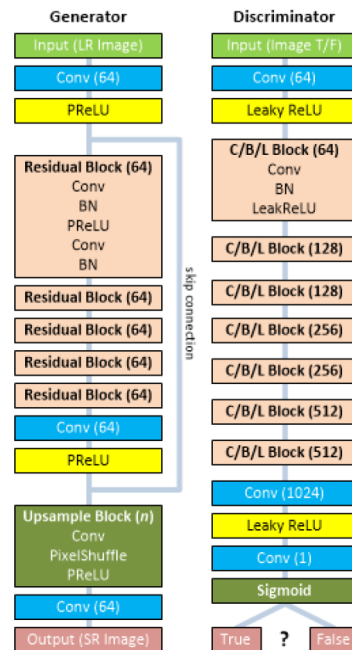 Generator
Input (LR Image)
Conv (64)
PReLU
Residual Block (64)
Conv
BN
PReLU
Conv
BN
Residual Block (64)
Residual Block (64)
Residual Block (64)
Residual Block (64)
Conv (64)
PReLU
Upsample Block (n)
Conv
PixelShuffle
PReLU
Conv (64)
Output (SR Image)
skip connection
Discriminator
Input (Image T/F)
Conv (64)
Leaky ReLU
C/B/L Block (64)
Conv
BN
LeakReLU
C/B/L Block (128)
C/B/L Block (128)
C/B/L Block (256)
C/B/L Block (256)
C/B/L Block (512)
C/B/L Block (512)
Conv (1024)
Leaky ReLU
Conv (1)
Sigmoid
True ? False